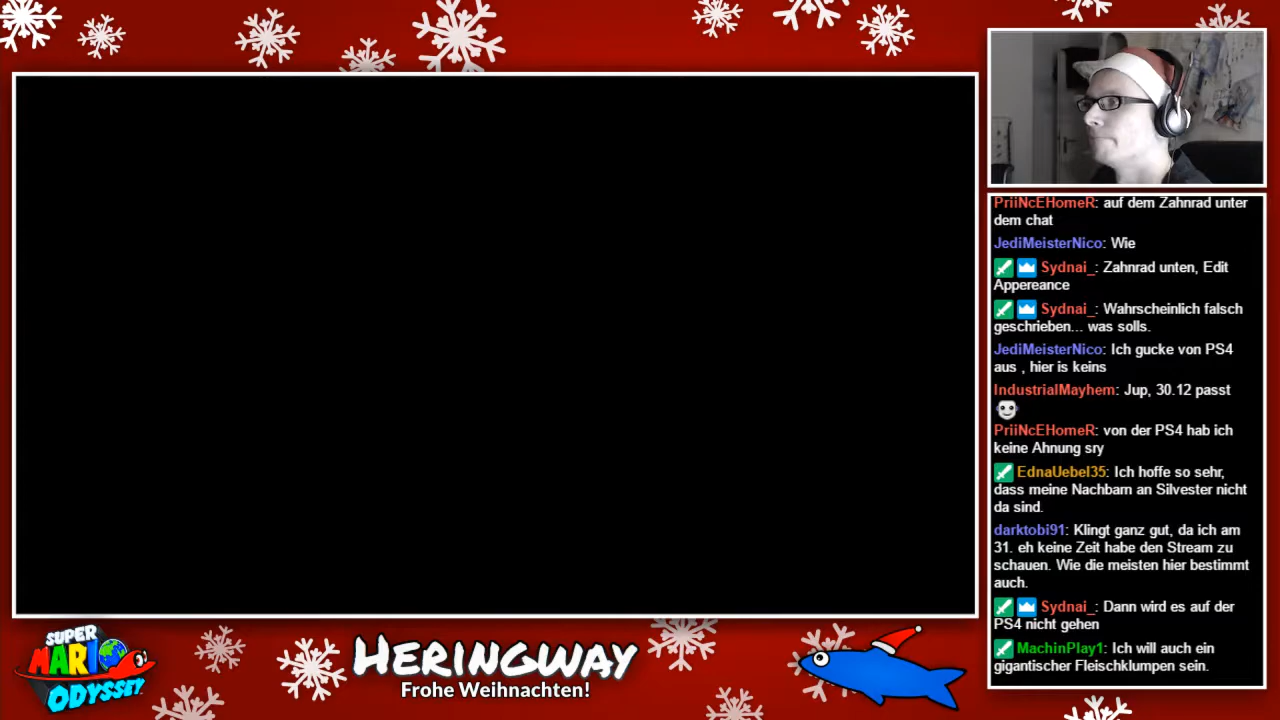 PriiNcEHomeR: auf dem Zahnrad unter
dem chat
JediMeisterNico: Wie
Sydnai_: Zahnrad unten, Edit
Appereance
Sydnai_: Wahrscheinlich falsch
geschrieben... was solls.
JediMeisterNico: Ich gucke von PS4
aus , hier is keins
IndustrialMayhem: Jup, 30.12 passt
PriiNcEHomeR: von der PS4 hab ich
keine Ahnung sry
EdnaUebel35: Ich hoffe so sehr,
dass meine Nachbarn an Silvester nicht
da sind.
darktobi91: Klingt ganz gut, da ich am
31. eh keine Zeit habe den Stream zu
schauen. Wie die meisten hier bestimmt
auch.
Sydnai_: Dann wird es auf der
PS4 nicht gehen
MachinPlay1: Ich will auch ein
gigantischer Fleischklumpen sein.
SUPER
MARIO
ODYSSEY
HERINGWAY
Frohe Weihnachten!